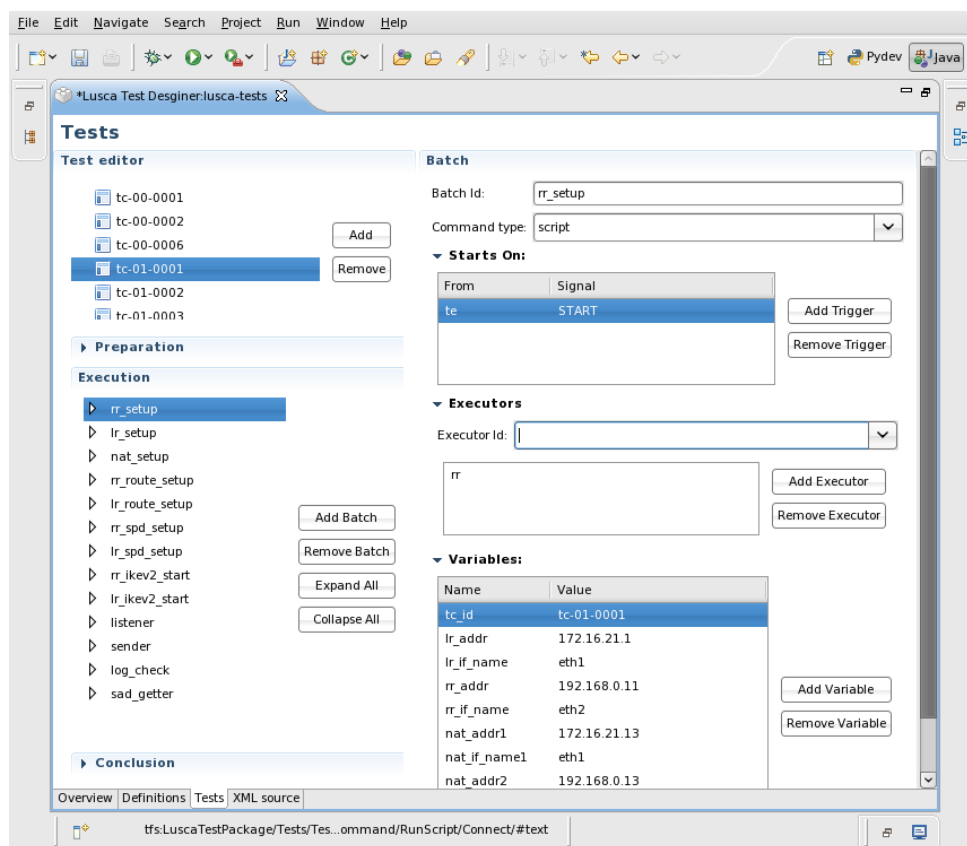 File Edit Navigate Search Project Run Window Help
Pydev Java
*Lusca Test Desginer:lusca-tests
Tests
Test editor
tc-00-0001
tc-00-0002
tc-00-0006
tc-01-0001
tc-01-0002
tc-01-0003
Add
Remove
Preparation
Execution
rr_setup
lr_setup
nat_setup
rr_route_setup
lr_route_setup
rr_spd_setup
lr_spd_setup
rr_ikev2_start
lr_ikev2_start
listener
sender
log_check
sad_getter
Add Batch
Remove Batch
Expand All
Collapse All
Conclusion
Batch
Batch Id: rr_setup
Command type: script
Starts On:
From Signal
te START
Add Trigger
Remove Trigger
Executors
Executor Id:
rr
Add Executor
Remove Executor
Variables:
Name Value
tc_id tc-01-0001
lr_addr 172.16.21.1
lr_if_name eth1
rr_addr 192.168.0.11
rr_if_name eth2
nat_addr1 172.16.21.13
nat_if_name1 eth1
nat_addr2 192.168.0.13
Add Variable
Remove Variable
Overview Definitions Tests XML source
tfs:LuscaTestPackage/Tests/Tes...ommand/RunScript/Connect/#text